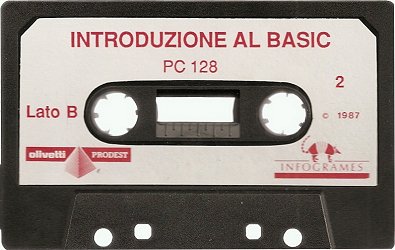 INTRODUZIONE AL BASIC
PC 128
2
Lato B
© 1987
olivetti PRODEST
®
INFOGRAMES